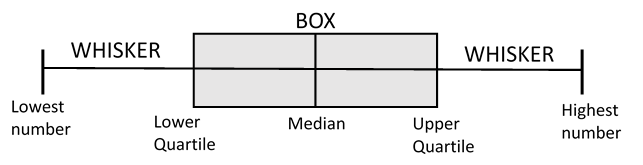 BOX
WHISKER
WHISKER
Lowest
number
Lower
Quartile
Median
Upper
Quartile
Highest
number